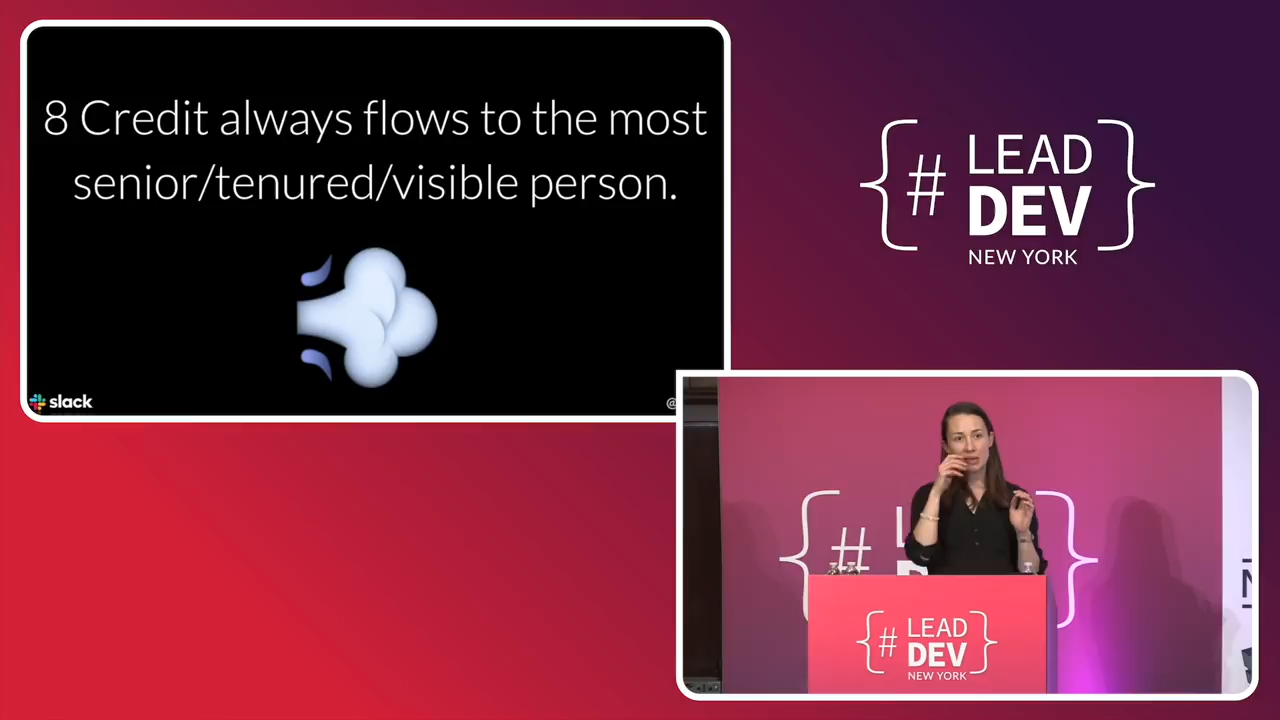 8 Credit always flows to the most
senior/tenured/visible person.
slack
@
{# LEAD
DEV}
NEW YORK
{#
}
{# LEAD
DEV}
NEW YORK